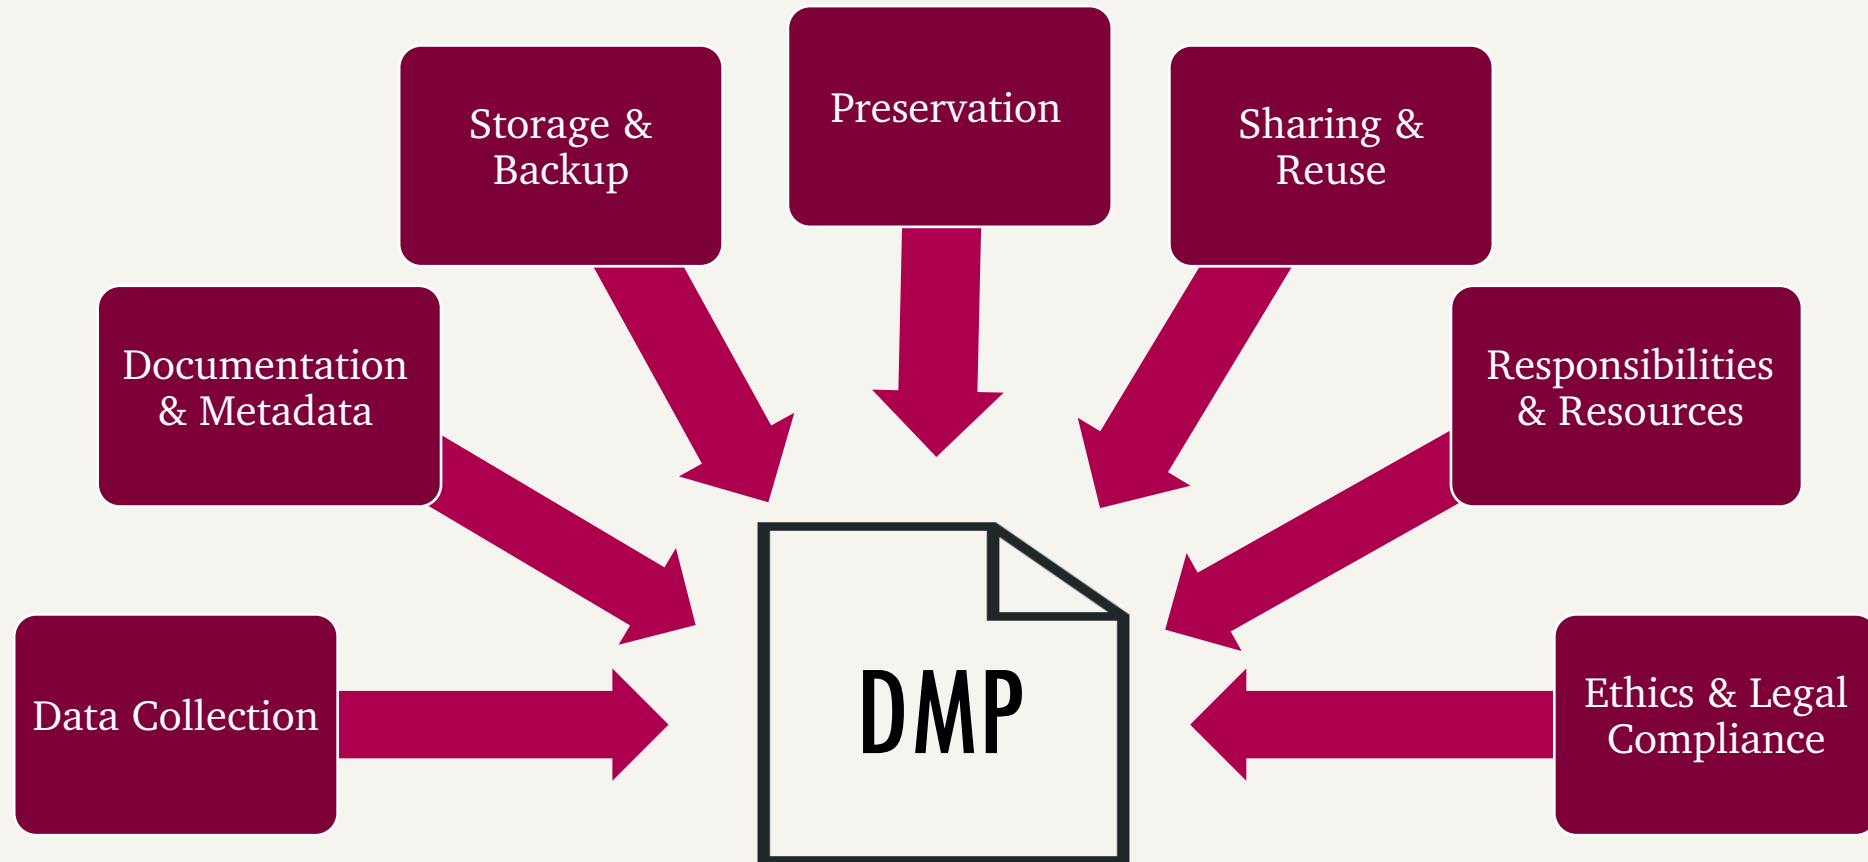 Preservation
Storage &
Backup
Sharing &
Reuse
Documentation
& Metadata
Responsibilities
& Resources
Data Collection
DMP
Ethics & Legal
Compliance